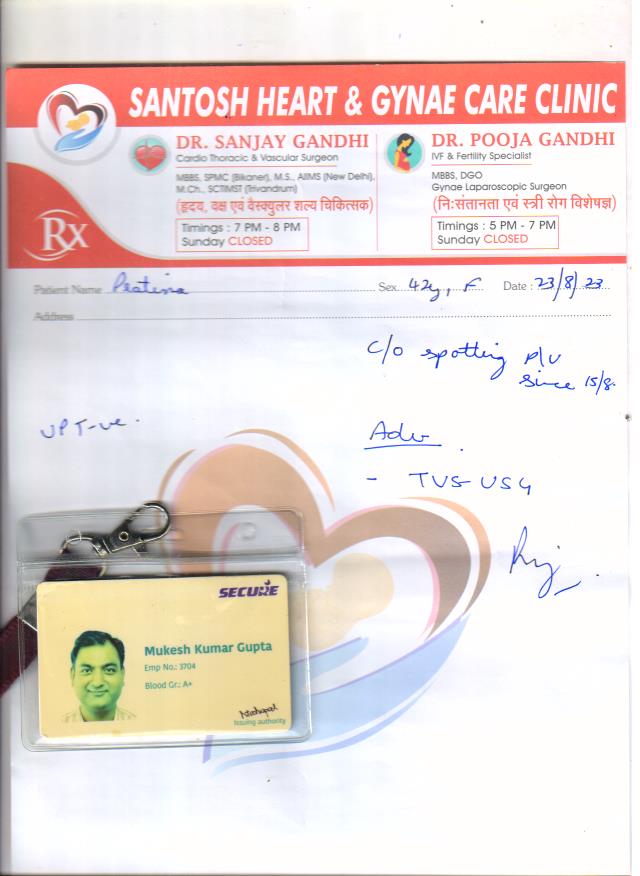 SANTOSH HEART & GYNAE CARE CLINIC
DR. SANJAY GANDHI
Cardio Thoracic & Vascular Surgeon
MBBS, SPMC (Bikaner), M.S., AIIMS (New Delhi),
M.Ch., SCTIMST (Trivandrum)
(हृदय, वक्ष एवं वैस्क्युलर शल्य चिकित्सक)
Timings : 7 PM - 8 PM
Sunday CLOSED
DR. POOJA GANDHI
IVF & Fertility Specialist
MBBS, DGO
Gynae Laparoscopic Surgeon
(निःसंतानता एवं स्त्री रोग विशेषज्ञ)
Timings : 5 PM - 7 PM
Sunday CLOSED
Rx
Patient Name Pratima Sex 42y, F Date : 23/8/23
Address
C/O spotting P/V
since 15/8.
UPT-ve.
Adv
- TVS USG
SECURE
Mukesh Kumar Gupta
Emp No.: 3704
Blood Gr.: A+
Issuing authority